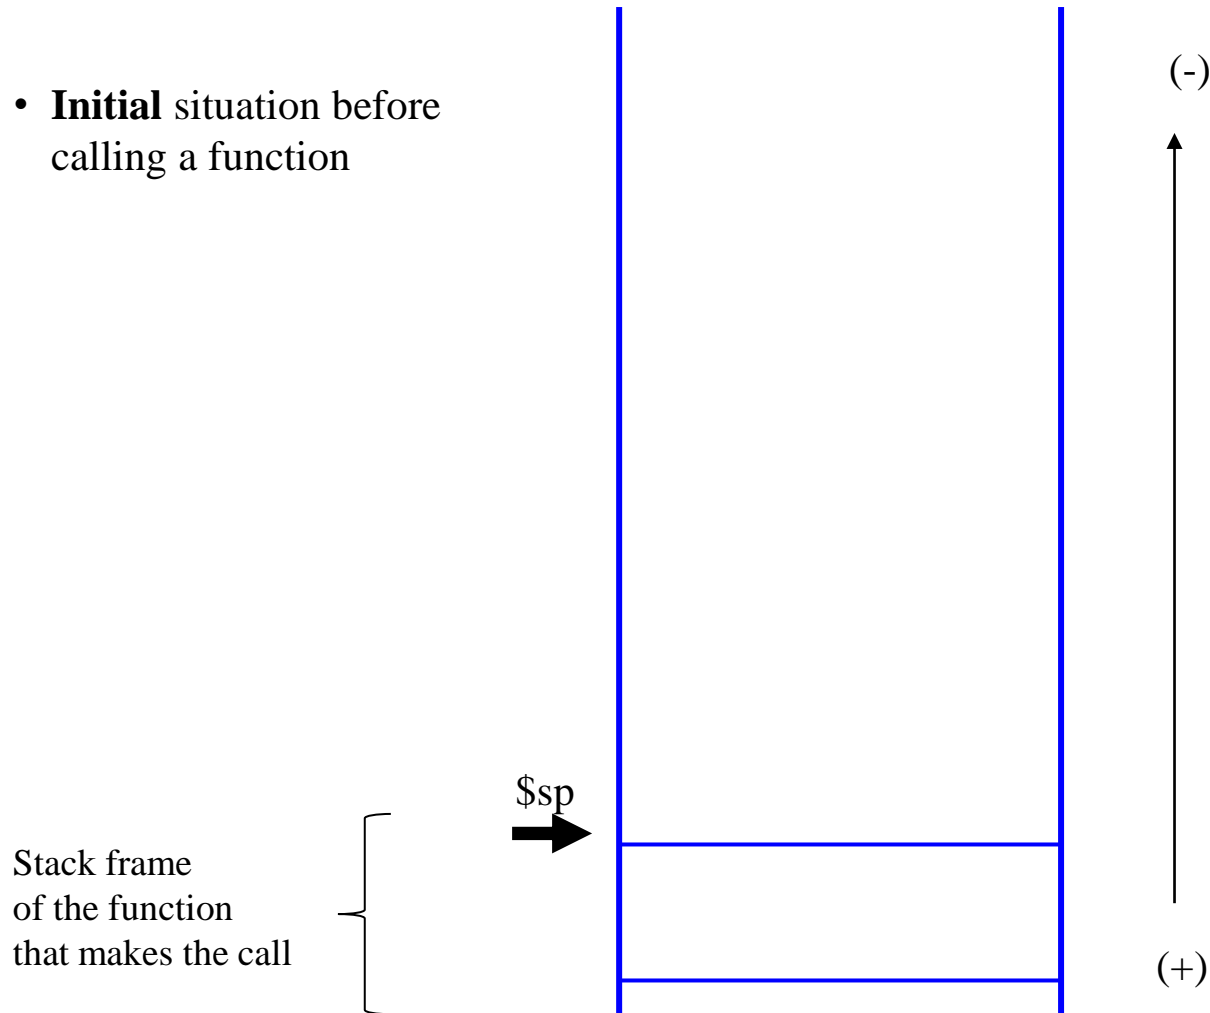 (-)
• Initial situation before
calling a function
$sp
Stack frame
of the function
that makes the call
(+)